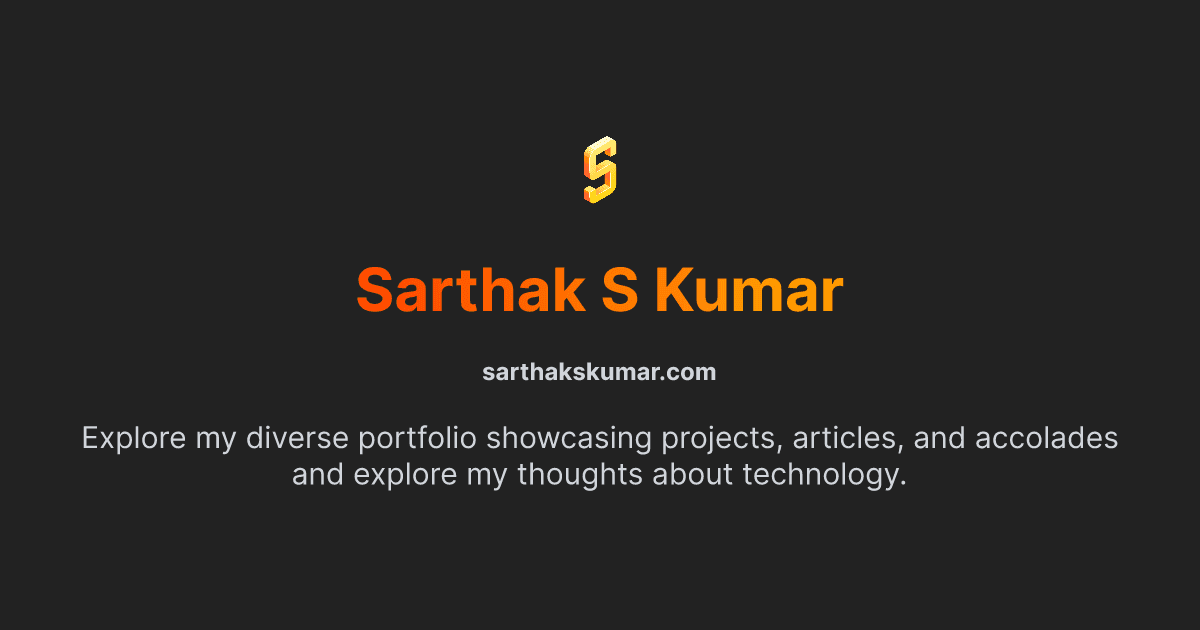 S
Sarthak S Kumar
sarthakskumar.com
Explore my diverse portfolio showcasing projects, articles, and accolades
and explore my thoughts about technology.